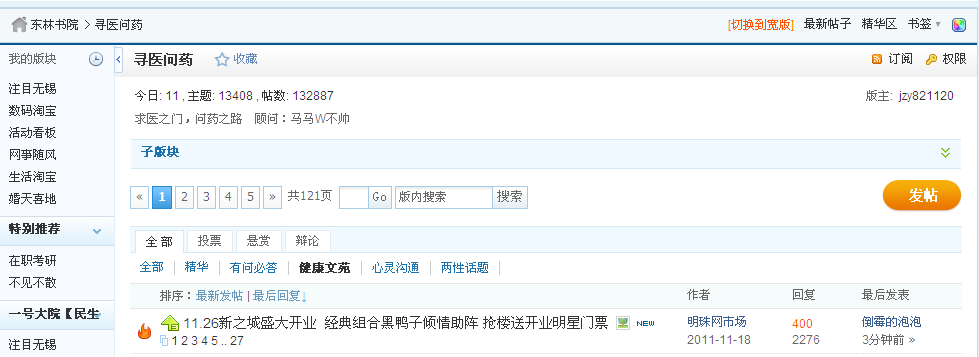 东林书院 > 寻医问药 [切换到宽版] 最新帖子 精华区 书签
我的版块
注目无锡
数码淘宝
活动看板
网事随风
生活淘宝
婚天喜地
特别推荐
在职考研
不见不散
一号大院【民生
注目无锡
寻医问药 收藏 订阅 权限
今日: 11 , 主题: 13408 , 帖数: 132887 版主: jzy821120
求医之门，问药之路 顾问：马马W不帅
子版块
« 1 2 3 4 5 » 共121页 Go 版内搜索 搜索 发帖
全部 投票 悬赏 辩论
全部 精华 有问必答 健康文苑 心灵沟通 两性话题
排序：最新发帖 | 最后回复↓ 作者 回复 最后发表
11.26新之城盛大开业 经典组合黑鸭子倾情助阵 抢楼送开业明星门票 NEW 明珠网市场 400 倒霉的泡泡
1 2 3 4 5 .. 27 2011-11-18 2276 3分钟前 »